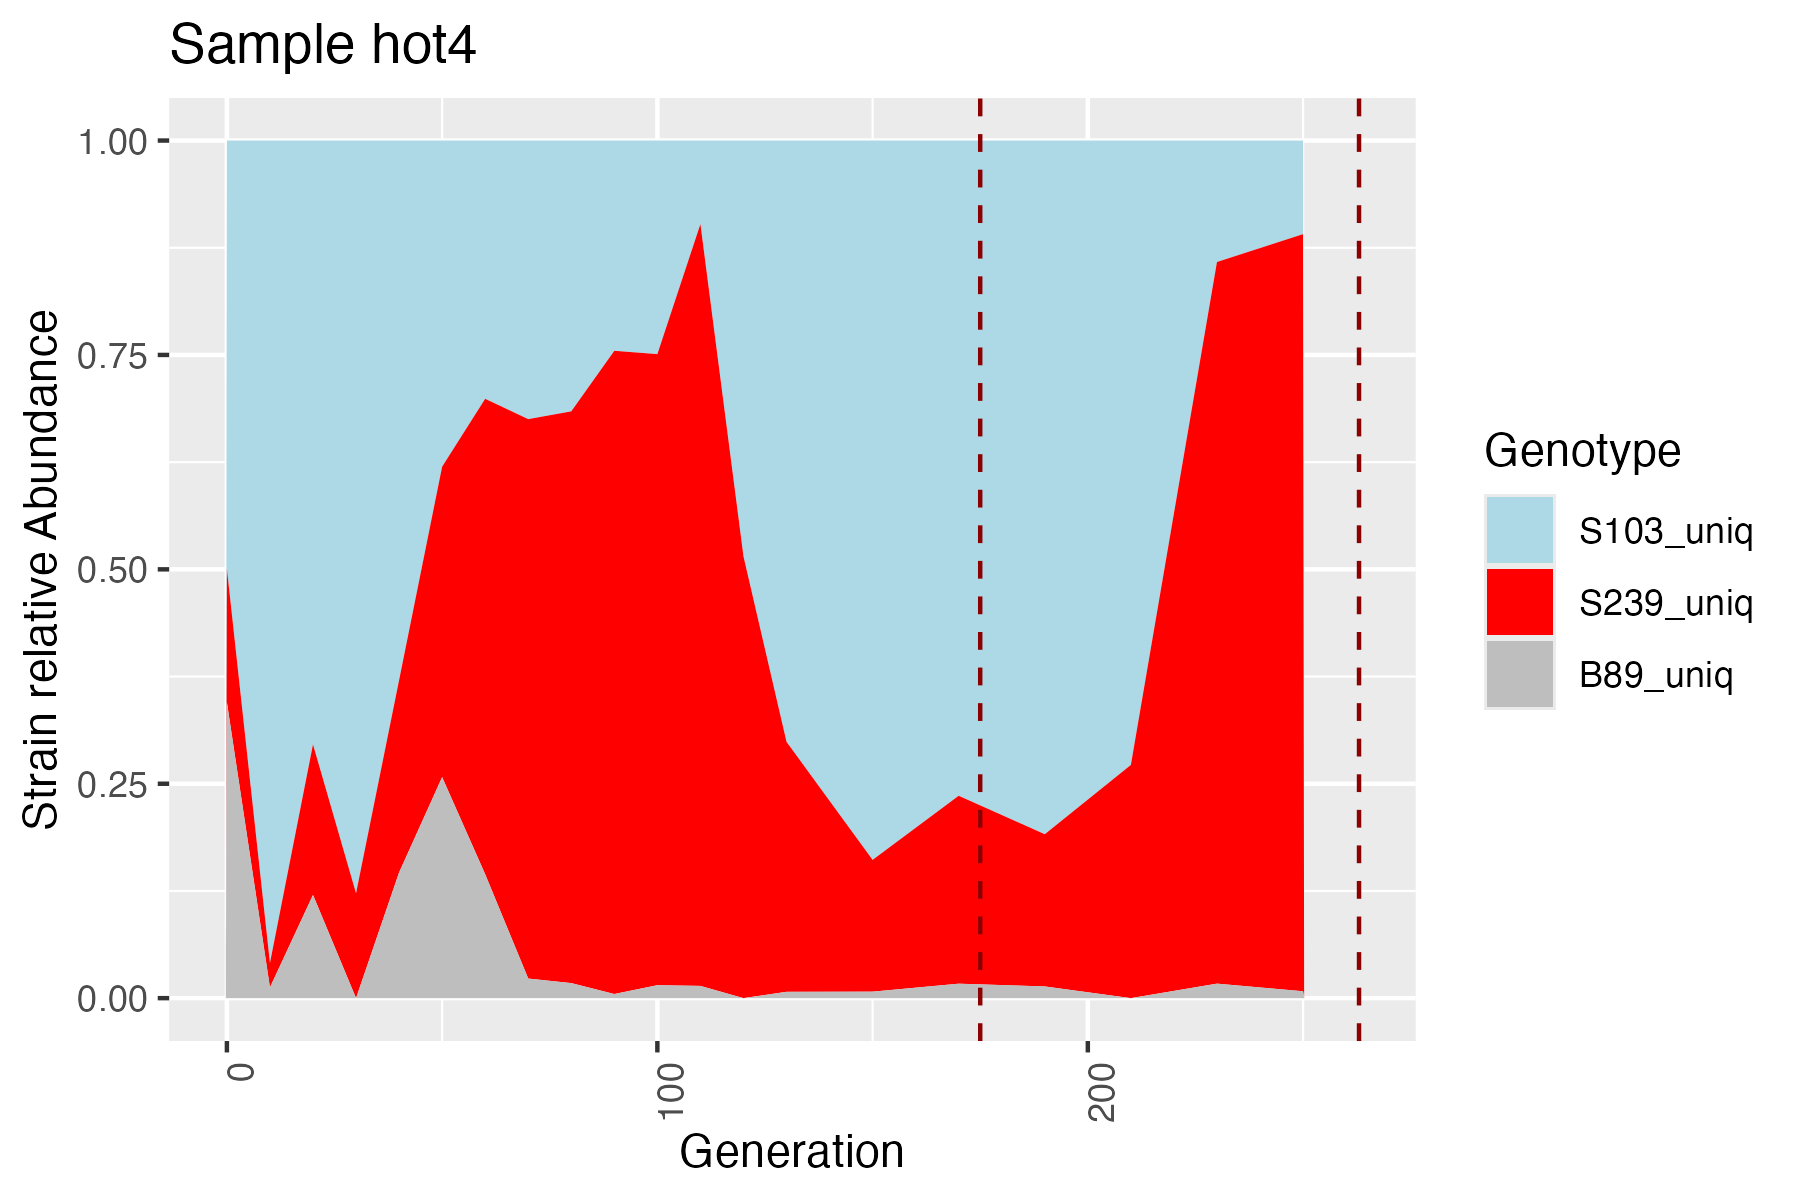 Sample hot4
Strain relative Abundance
1.00
0.75
0.50
0.25
0.00
0
100
200
Generation
Genotype
S103_uniq
S239_uniq
B89_uniq